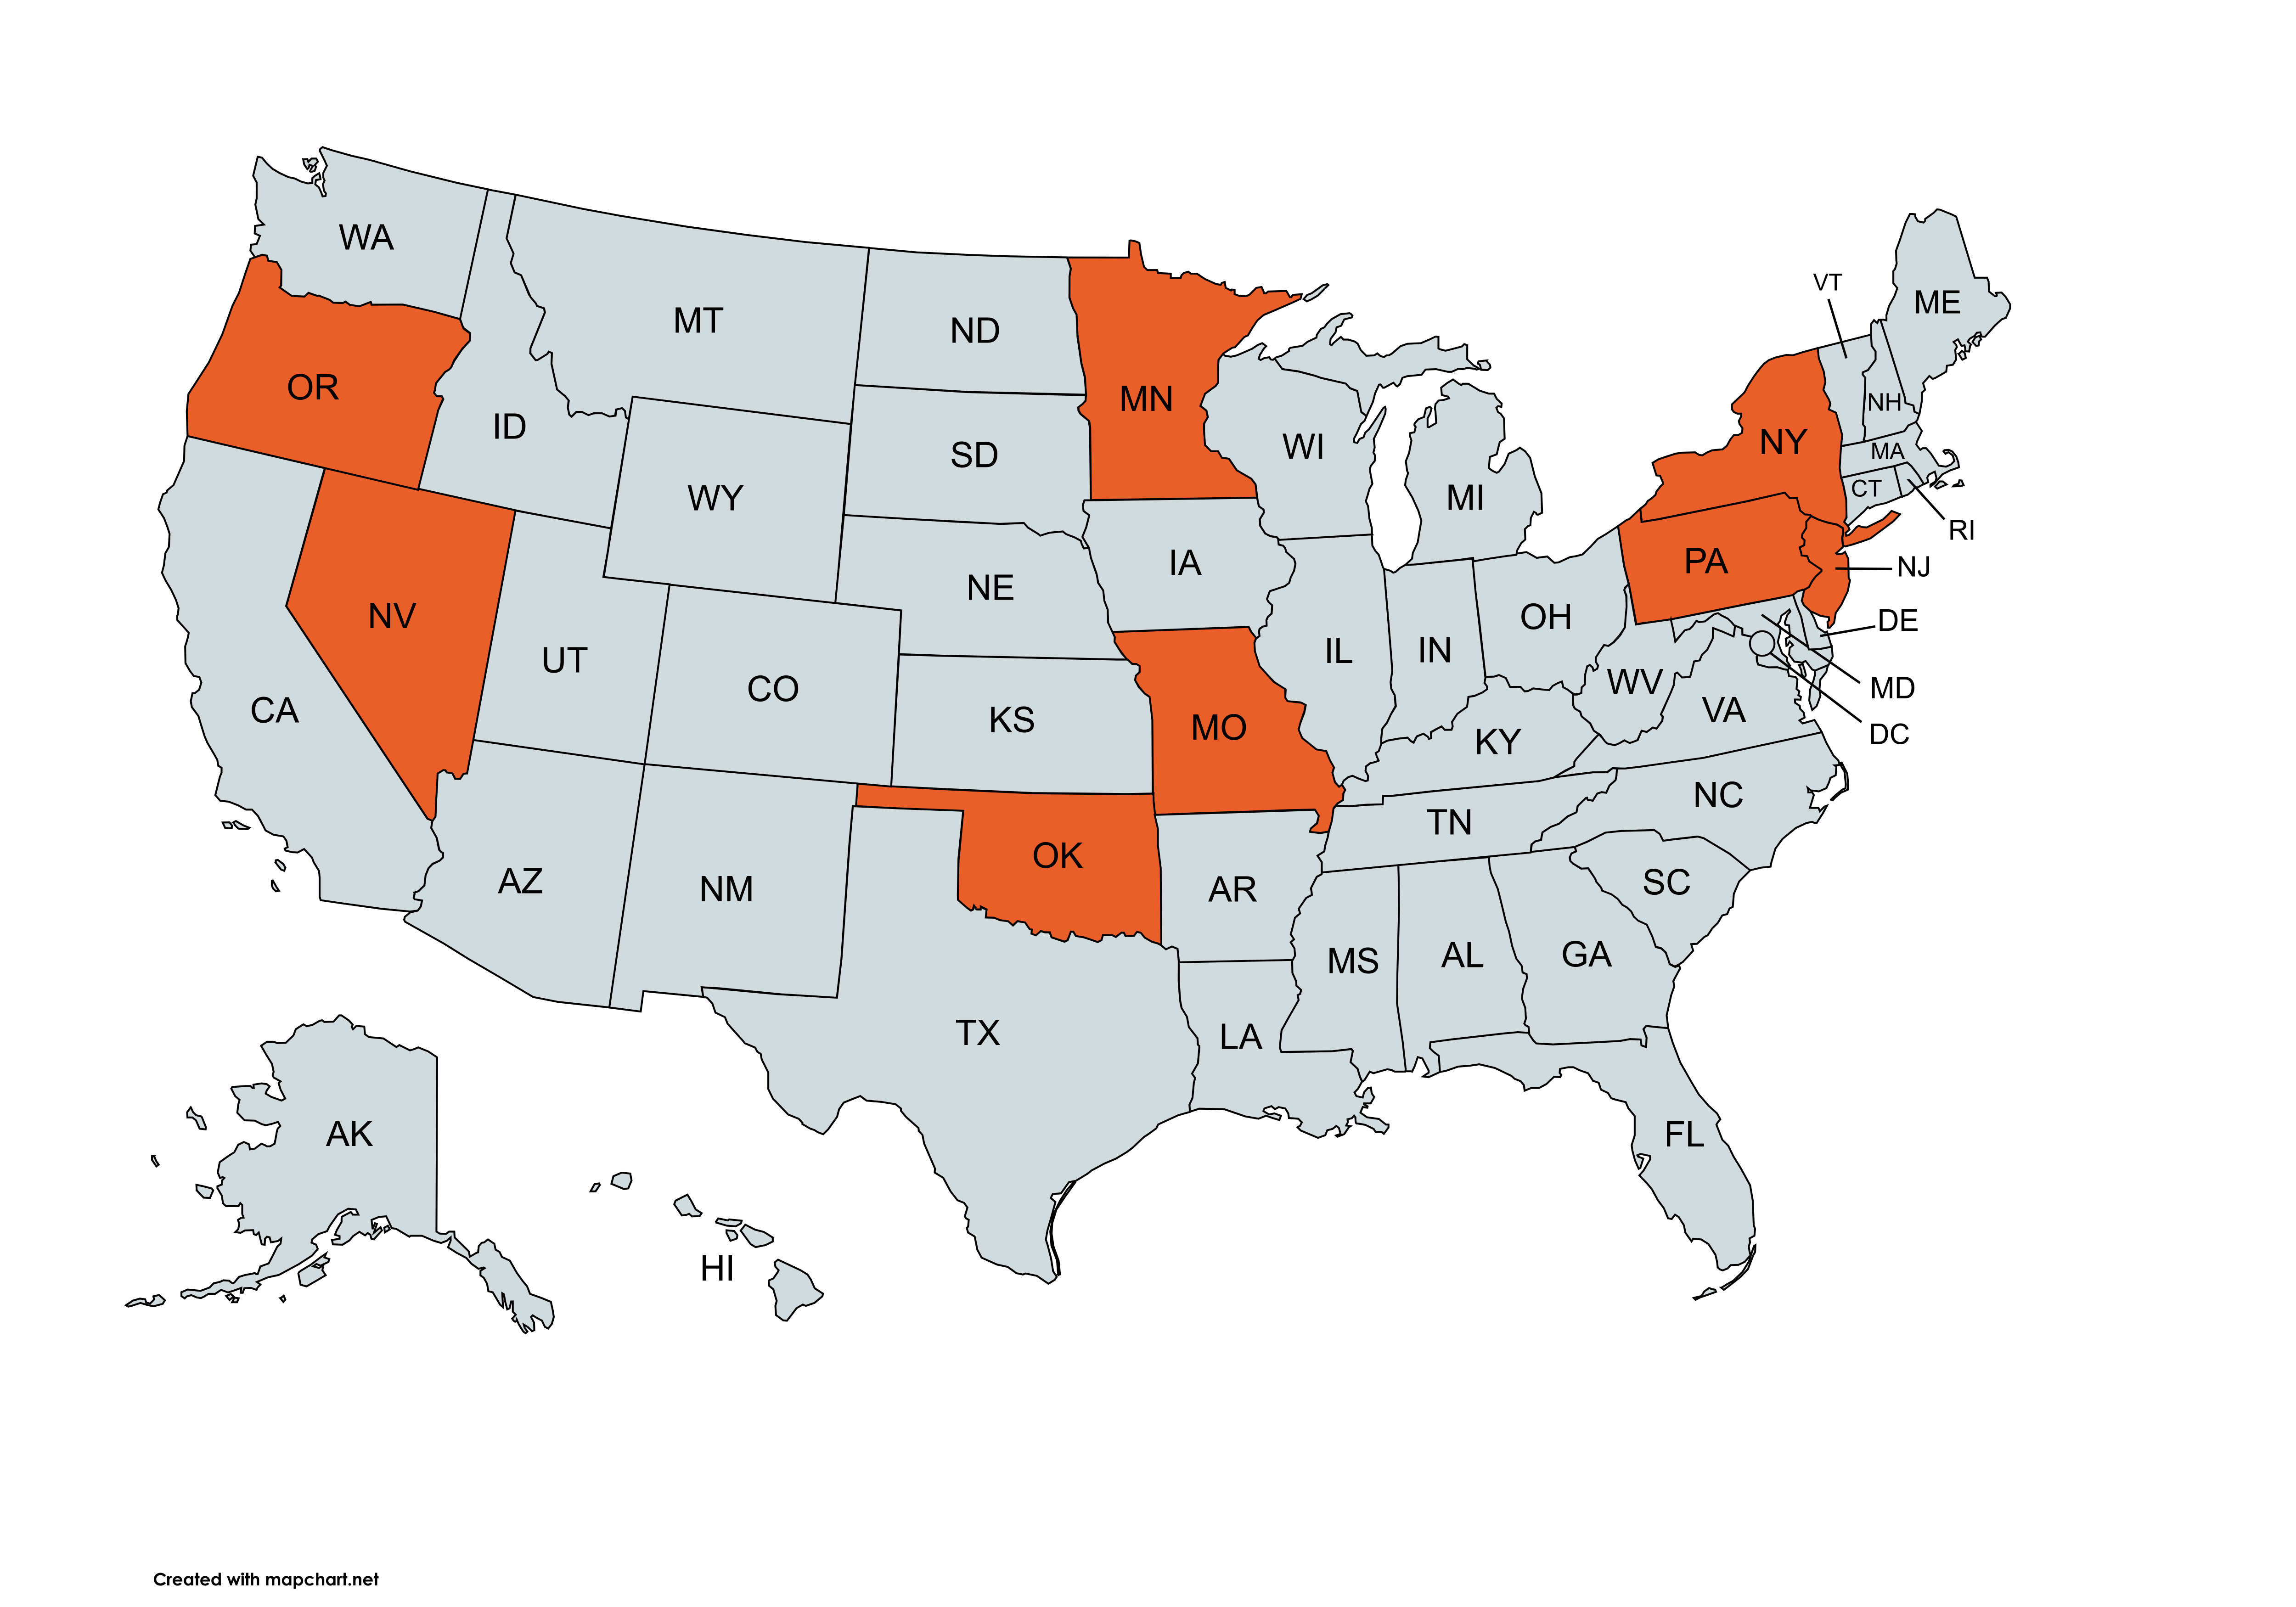 WA
MT
ND
MN
VT
ME
OR
ID
SD
WI
NH
NY
MA
WY
MI
CT
RI
IA
PA
NJ
NE
NV
OH
DE
UT
IL
IN
CO
WV
MD
CA
KS
MO
VA
DC
KY
NC
TN
OK
AZ
NM
AR
SC
MS
AL
GA
TX
LA
AK
FL
HI
Created with mapchart.net